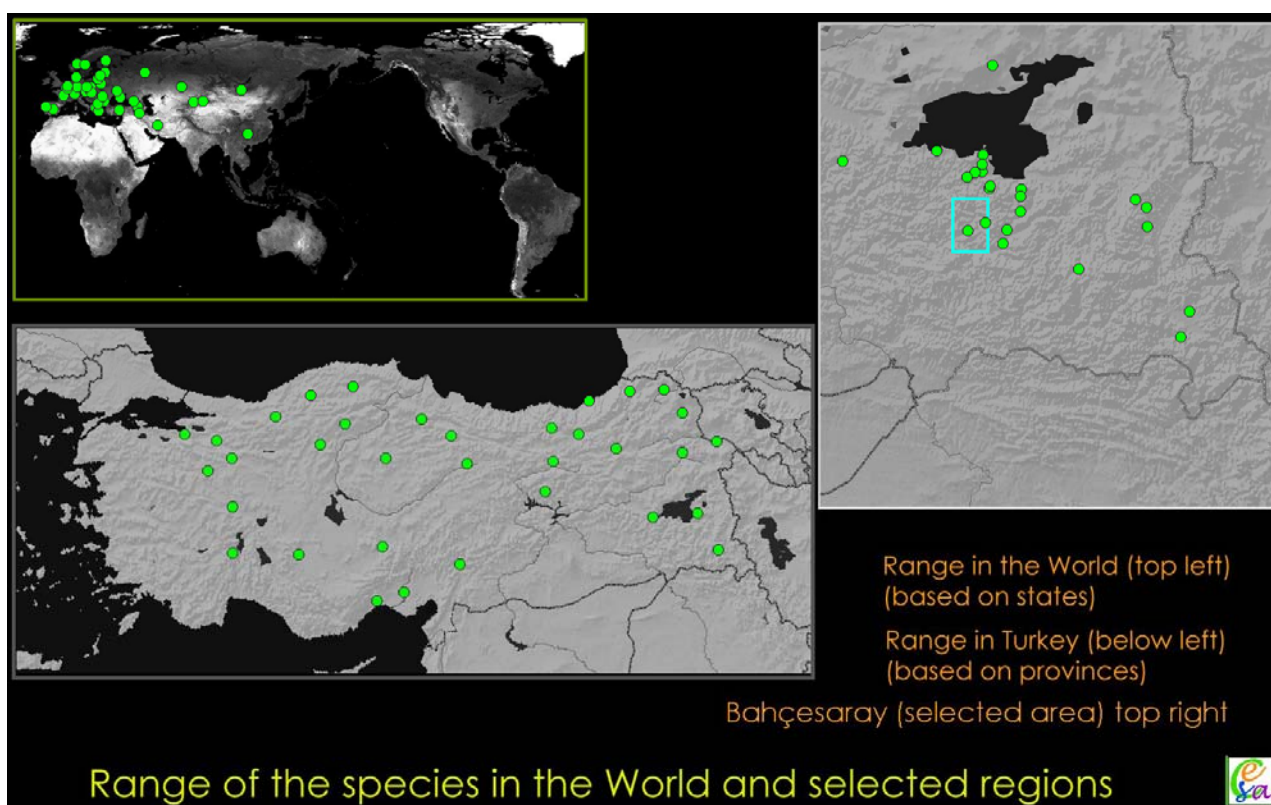 Range in the World (top left)
(based on states)
Range in Turkey (below left)
(based on provinces)
Bahçesaray (selected area) top right
Range of the species in the World and selected regions
Cesa